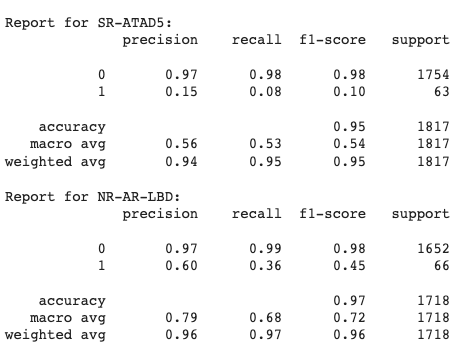 Report for SR-ATAD5:
precision recall f1-score support
0 0.97 0.98 0.98 1754
1 0.15 0.08 0.10 63
accuracy 0.95 1817
macro avg 0.56 0.53 0.54 1817
weighted avg 0.94 0.95 0.95 1817
Report for NR-AR-LBD:
precision recall f1-score support
0 0.97 0.99 0.98 1652
1 0.60 0.36 0.45 66
accuracy 0.97 1718
macro avg 0.79 0.68 0.72 1718
weighted avg 0.96 0.97 0.96 1718